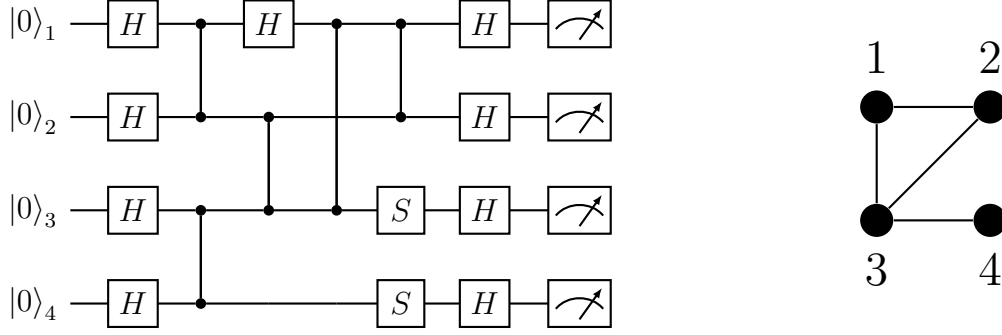 |0⟩₁ H H H
|0⟩₂ H H
|0⟩₃ H S H
|0⟩₄ H S H
1 2
3 4